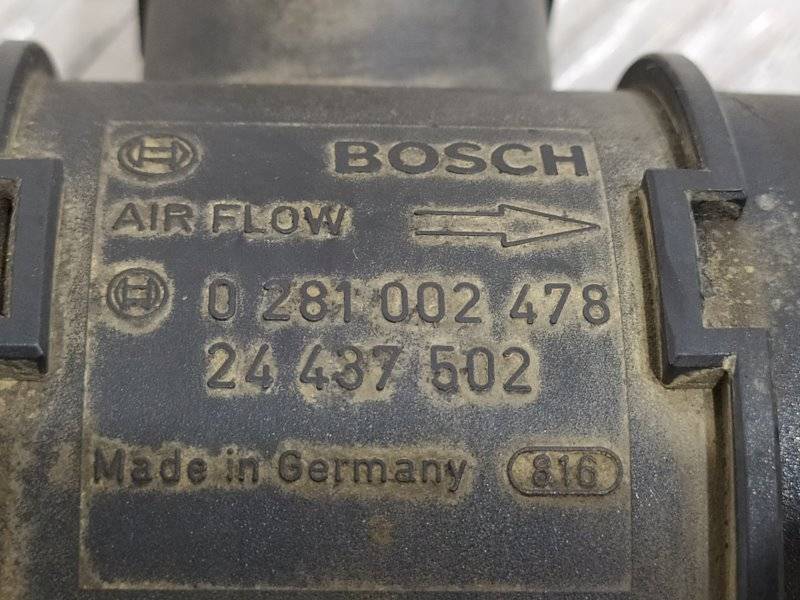 BOSCH
AIR FLOW
0 281 002 478
24 437 502
Made in Germany 816